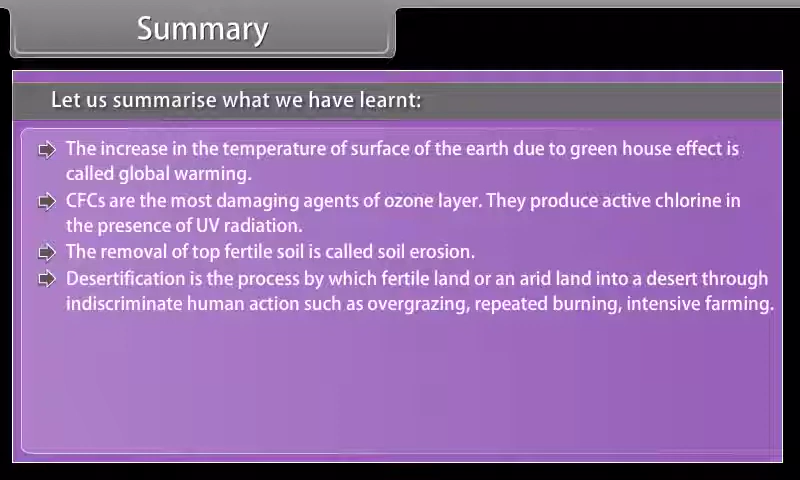 Summary
Let us summarise what we have learnt:
The increase in the temperature of surface of the earth due to green house effect is
called global warming.
CFCs are the most damaging agents of ozone layer. They produce active chlorine in
the presence of UV radiation.
The removal of top fertile soil is called soil erosion.
Desertification is the process by which fertile land or an arid land into a desert through
indiscriminate human action such as overgrazing, repeated burning, intensive farming.